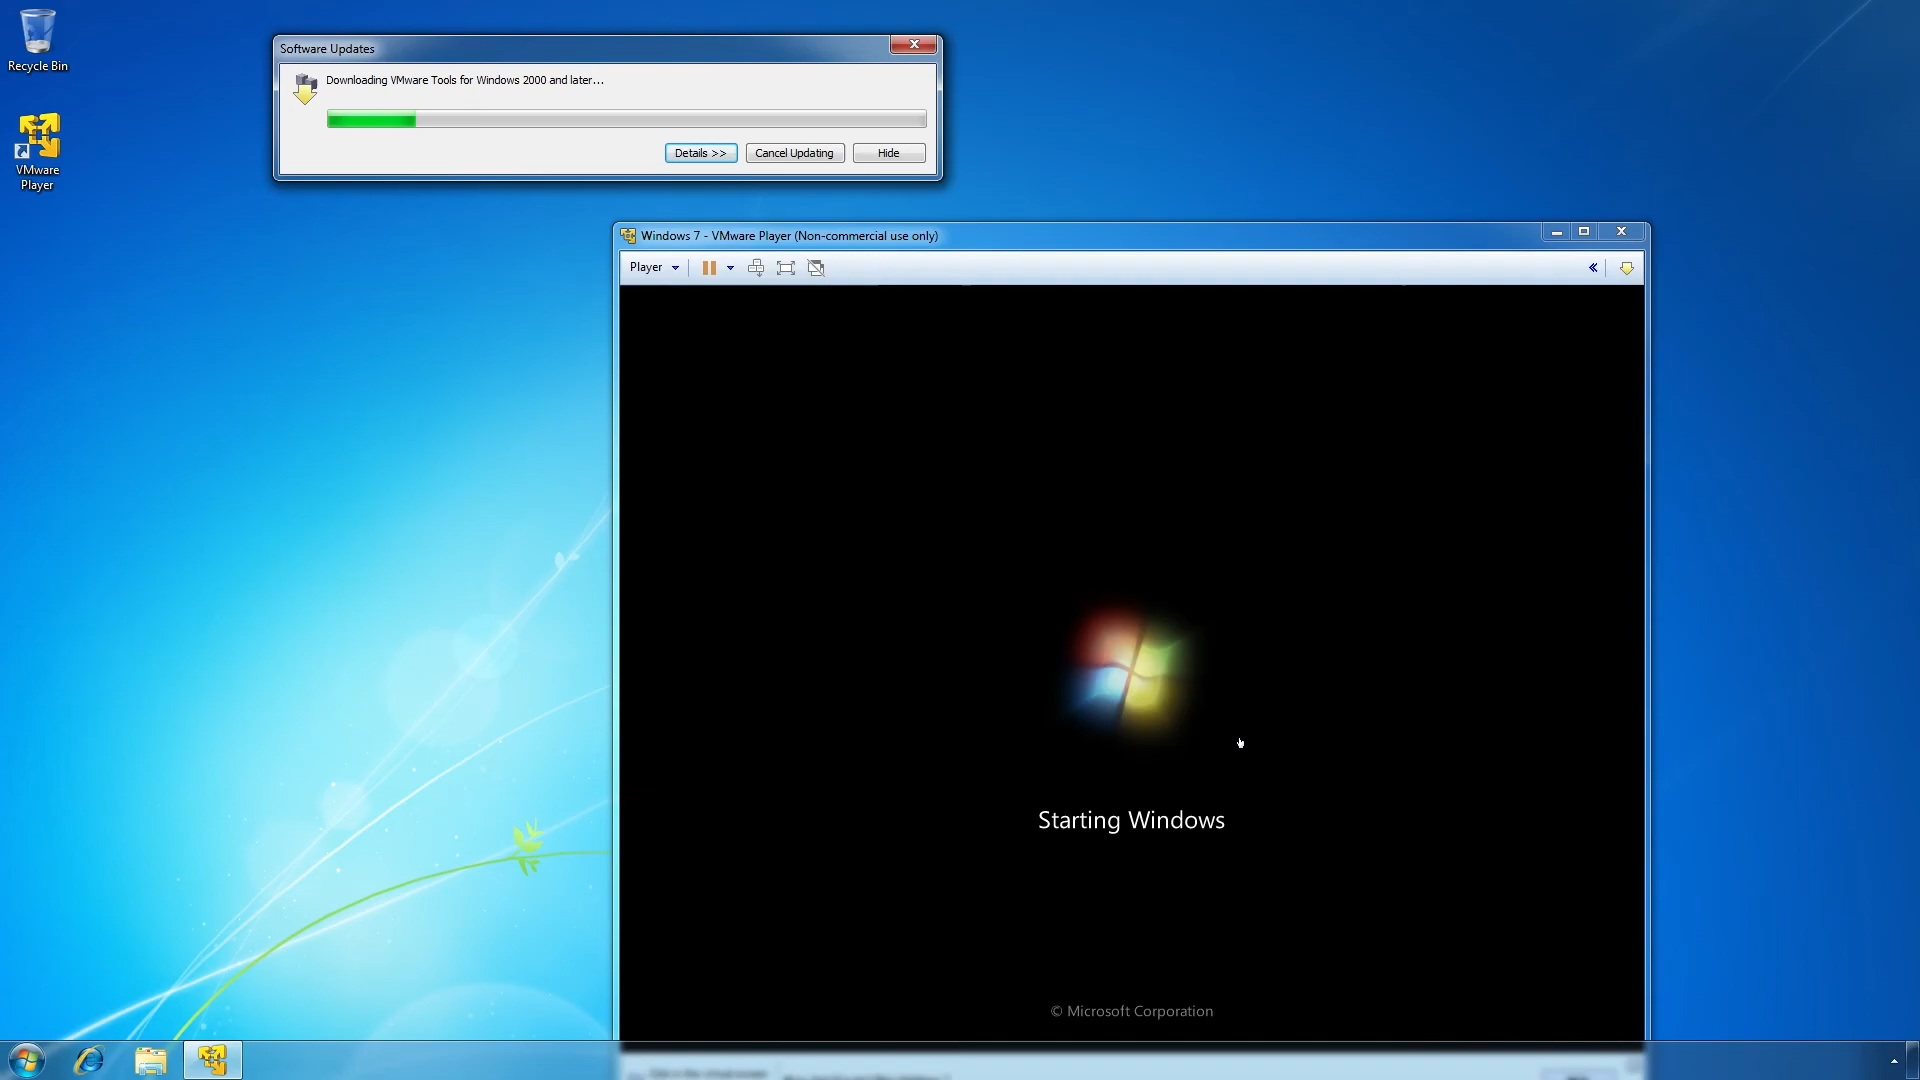 Recycle Bin
VMware
Player
Software Updates
Downloading VMware Tools for Windows 2000 and later...
Details >>
Cancel Updating
Hide
Windows 7 - VMware Player (Non-commercial use only)
Player
Starting Windows
© Microsoft Corporation